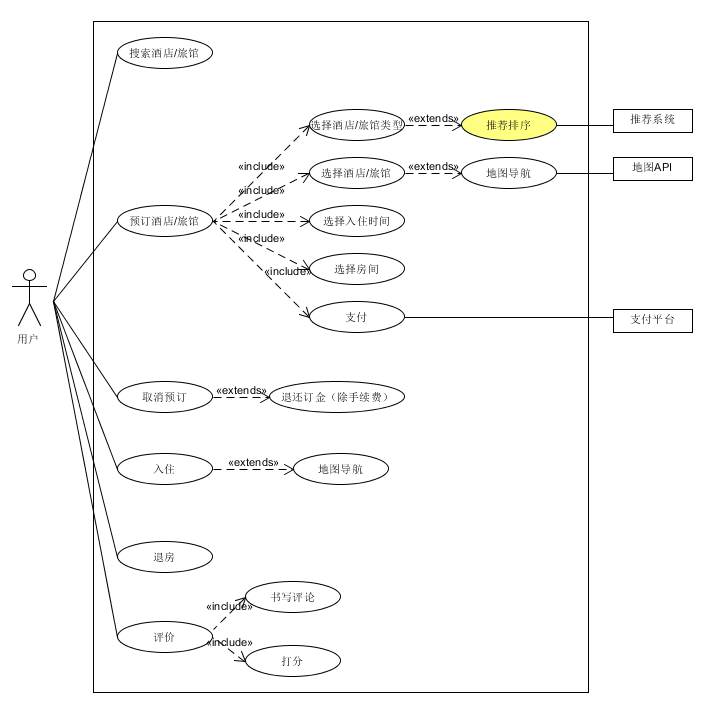 搜索酒店/旅馆
选择酒店/旅馆类型
«extends»
推荐排序
推荐系统
«include»
选择酒店/旅馆
«extends»
地图导航
地图API
«include»
预订酒店/旅馆
«include»
选择入住时间
«include»
选择房间
«include»
支付
支付平台
用户
取消预订
«extends»
退还订金（除手续费）
入住
«extends»
地图导航
退房
书写评论
«include»
评价
«include»
打分